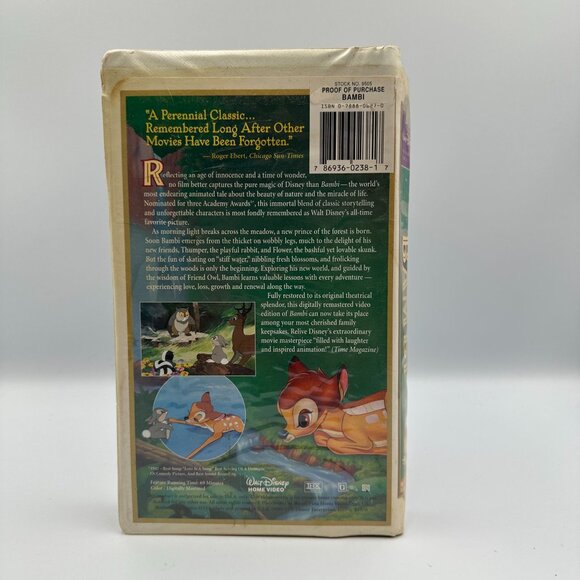 STOCK NO. 9505
PROOF OF PURCHASE
BAMBI
ISBN 0-7888-0427-0
7 86936-0238-1 7
"A Perennial Classic…
Remembered Long After Other
Movies Have Been Forgotten."
— Roger Ebert, Chicago Sun-Times
Reflecting an age of innocence and a time of wonder,
no film better captures the pure magic of Disney than Bambi — the world's
most endearing animated tale about the beauty of nature and the miracle of life.
Nominated for three Academy Awards, this immortal blend of classic storytelling
and unforgettable characters is most fondly remembered as Walt Disney's all-time
favorite picture.
As morning light breaks across the meadow, a new prince of the forest is born.
Soon Bambi emerges from the thicket on wobbly legs, much to the delight of his
new friends, Thumper, the playful rabbit, and Flower, the bashful yet lovable skunk.
But the fun of skating on "stiff water," nibbling fresh blossoms, and frolicking
through the woods is only the beginning. Exploring his new world, and guided by
the wisdom of Friend Owl, Bambi learns valuable lessons with every adventure —
experiencing love, loss, growth and renewal along the way.
Fully restored to its original theatrical
splendor, this digitally remastered video
edition of Bambi can now take its place
among your most cherished family
keepsakes. Relive Disney's extraordinary
movie masterpiece "filled with laughter
and inspired animation!" (Time Magazine)
Feature Running Time: 69 Minutes
Color / Digitally Mastered
WALT DISNEY
HOME VIDEO
THX